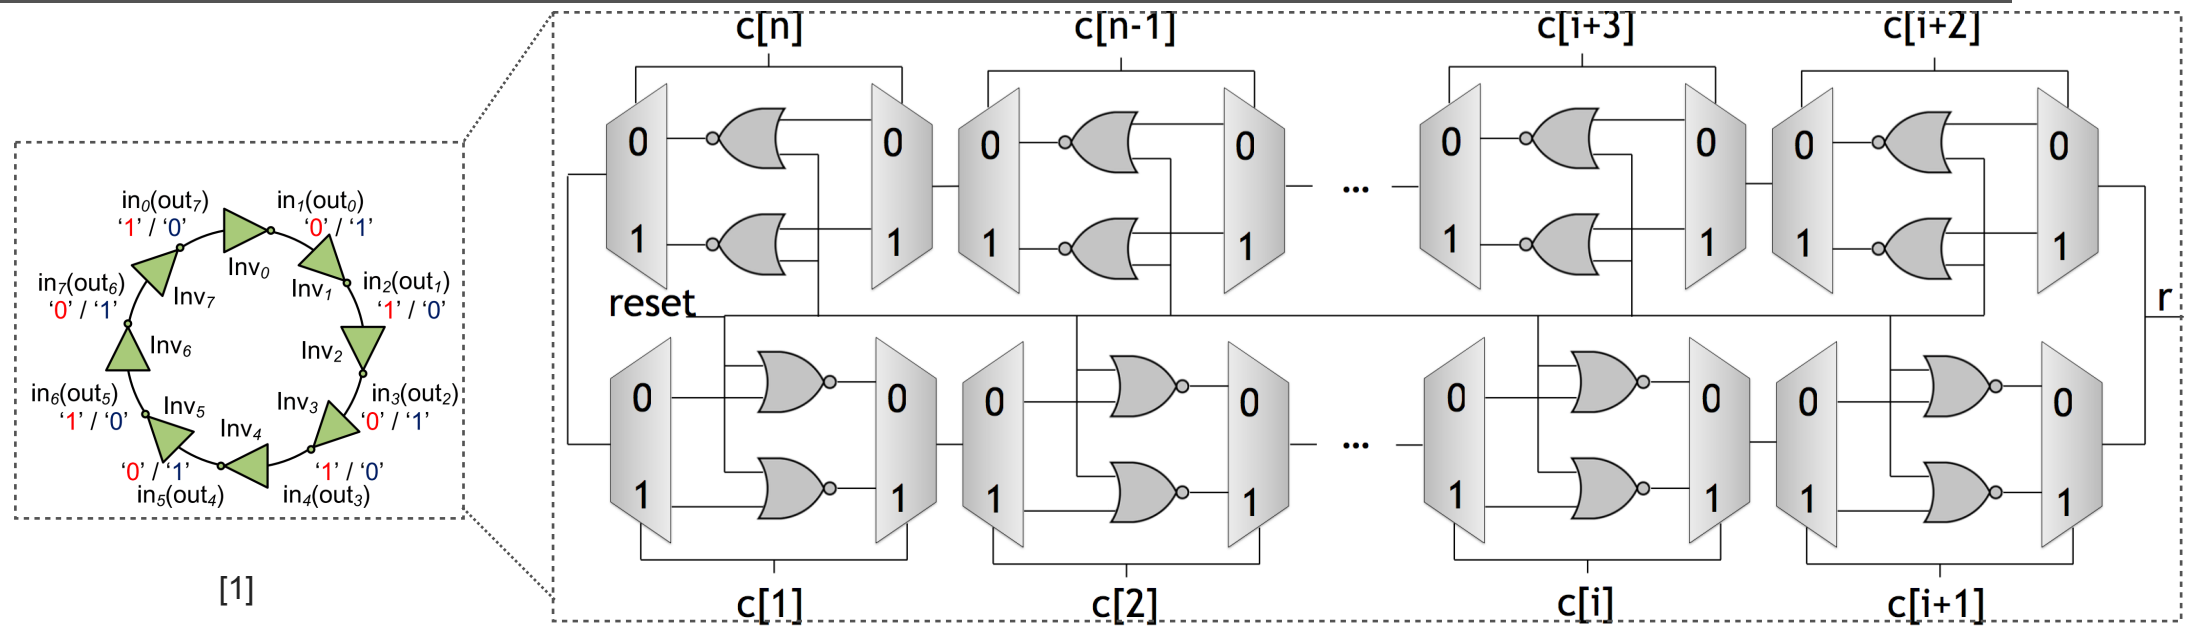 in0(out7)
'1' / '0'
in1(out0)
'0' / '1'
Inv0
Inv1
in7(out6)
'0' / '1'
Inv7
in2(out1)
'1' / '0'
Inv6
Inv2
in6(out5)
'1' / '0'
Inv5
Inv3
in3(out2)
'0' / '1'
Inv4
'0' / '1'
in5(out4)
'1' / '0'
in4(out3)
[1]
c[n]
c[n-1]
c[i+3]
c[i+2]
0 0 0 0 ... 0 0 0 0
1 1 1 1 1 1 1 1
reset
r
0 0 0 0 ... 0 0 0 0
1 1 1 1 1 1 1 1
c[1]
c[2]
c[i]
c[i+1]